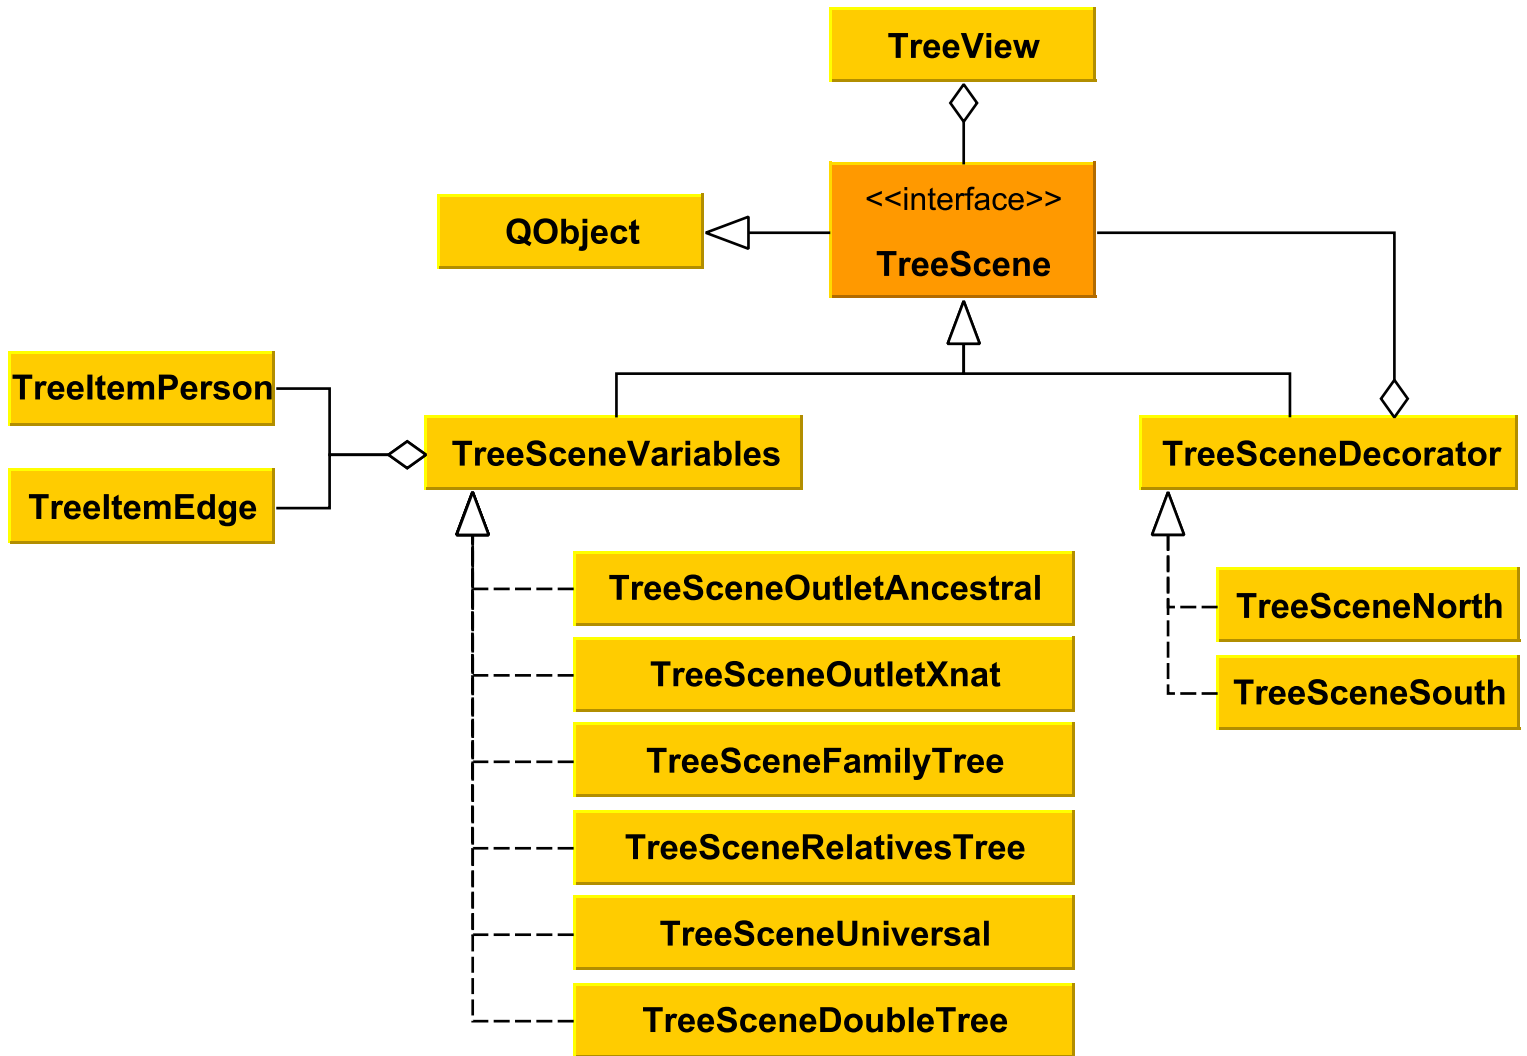 TreeView
<<interface>>
TreeScene
QObject
TreeItemPerson
TreeItemEdge
TreeSceneVariables
TreeSceneDecorator
TreeSceneOutletAncestral
TreeSceneOutletXnat
TreeSceneFamilyTree
TreeSceneRelativesTree
TreeSceneUniversal
TreeSceneDoubleTree
TreeSceneNorth
TreeSceneSouth